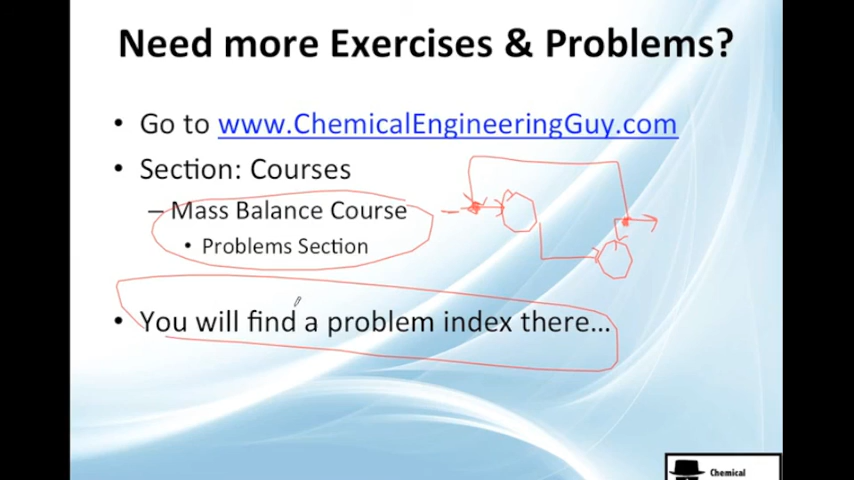 Need more Exercises & Problems?
• Go to www.ChemicalEngineeringGuy.com
• Section: Courses
– Mass Balance Course
• Problems Section
• You will find a problem index there...
Chemical